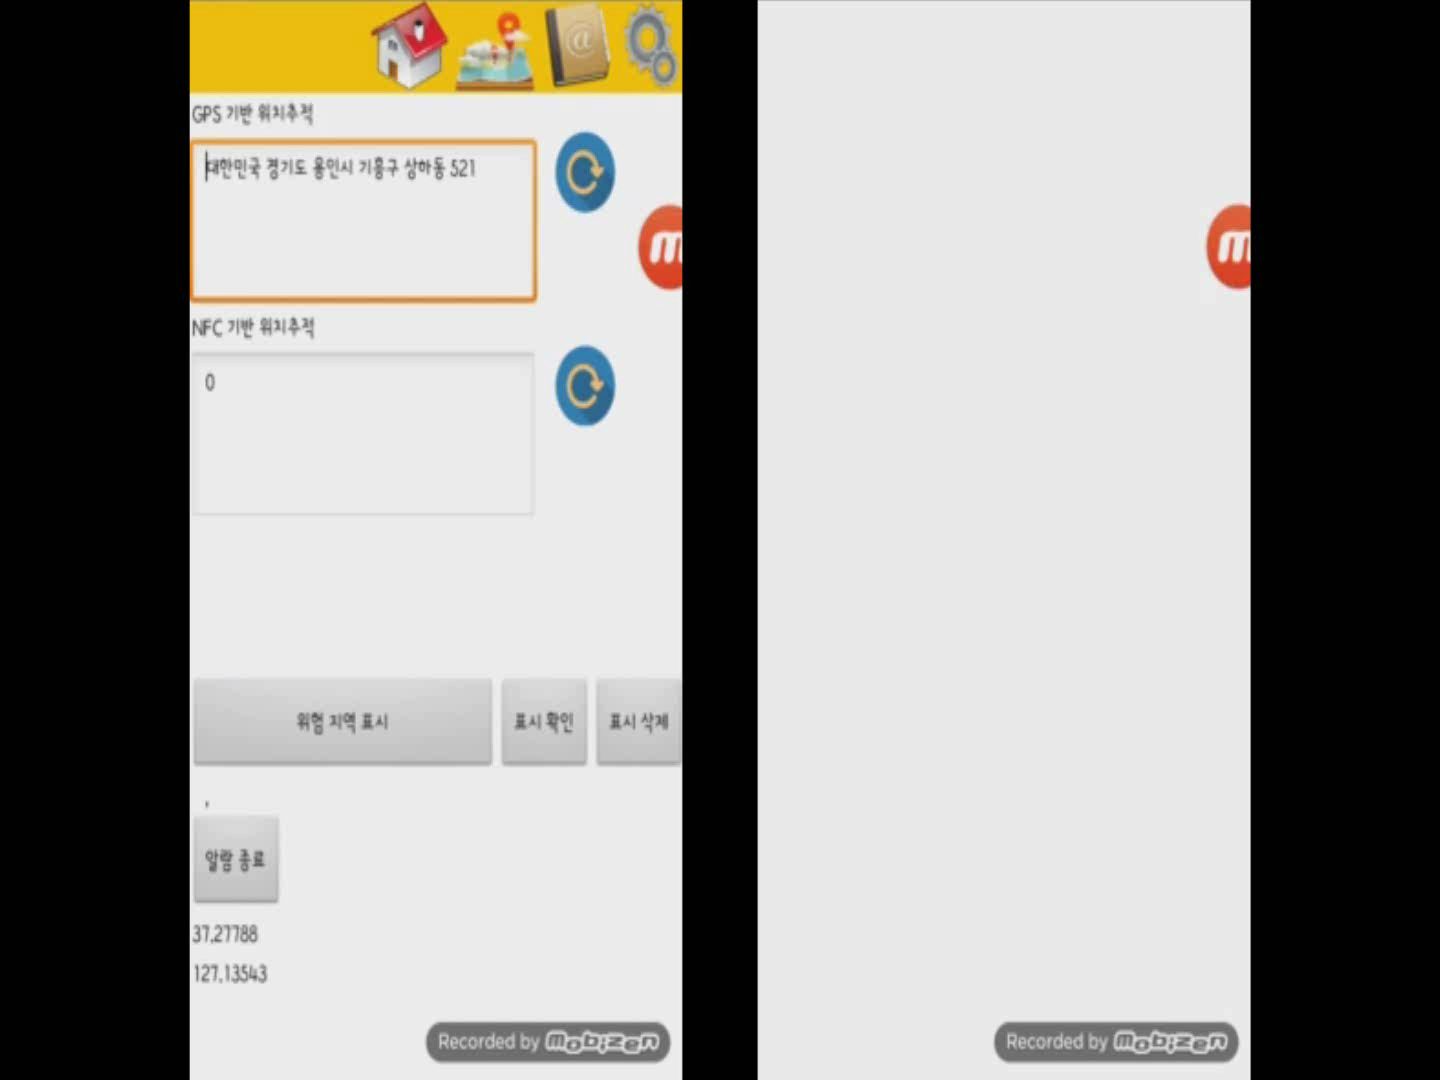 GPS 기반 위치추적
대한민국 경기도 용인시 기흥구 상하동 521
NFC 기반 위치추적
0
위험 지역 표시
표시 확인
표시 삭제
,
알람 종료
37.27788
127.13543
Recorded by mobizen
Recorded by mobizen